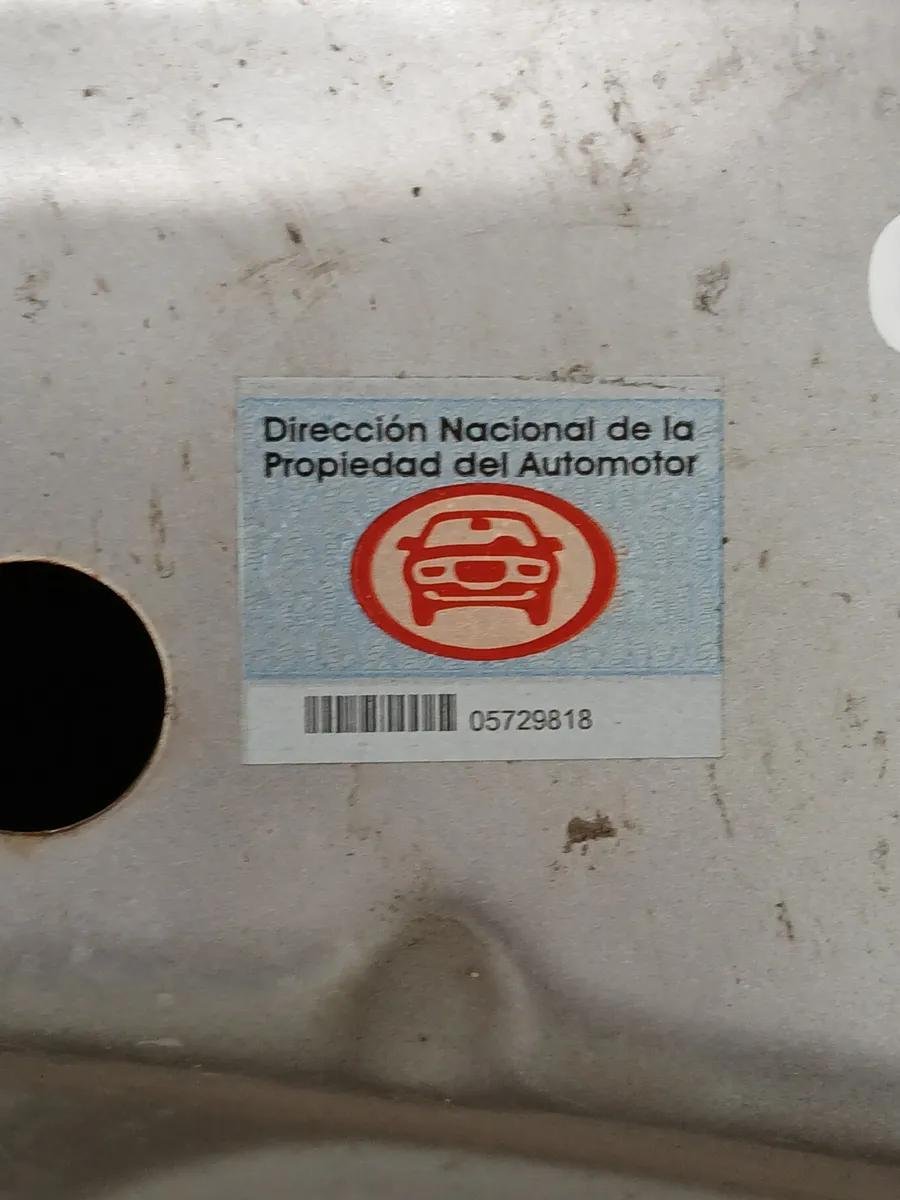 Dirección Nacional de la
Propiedad del Automotor
05729818